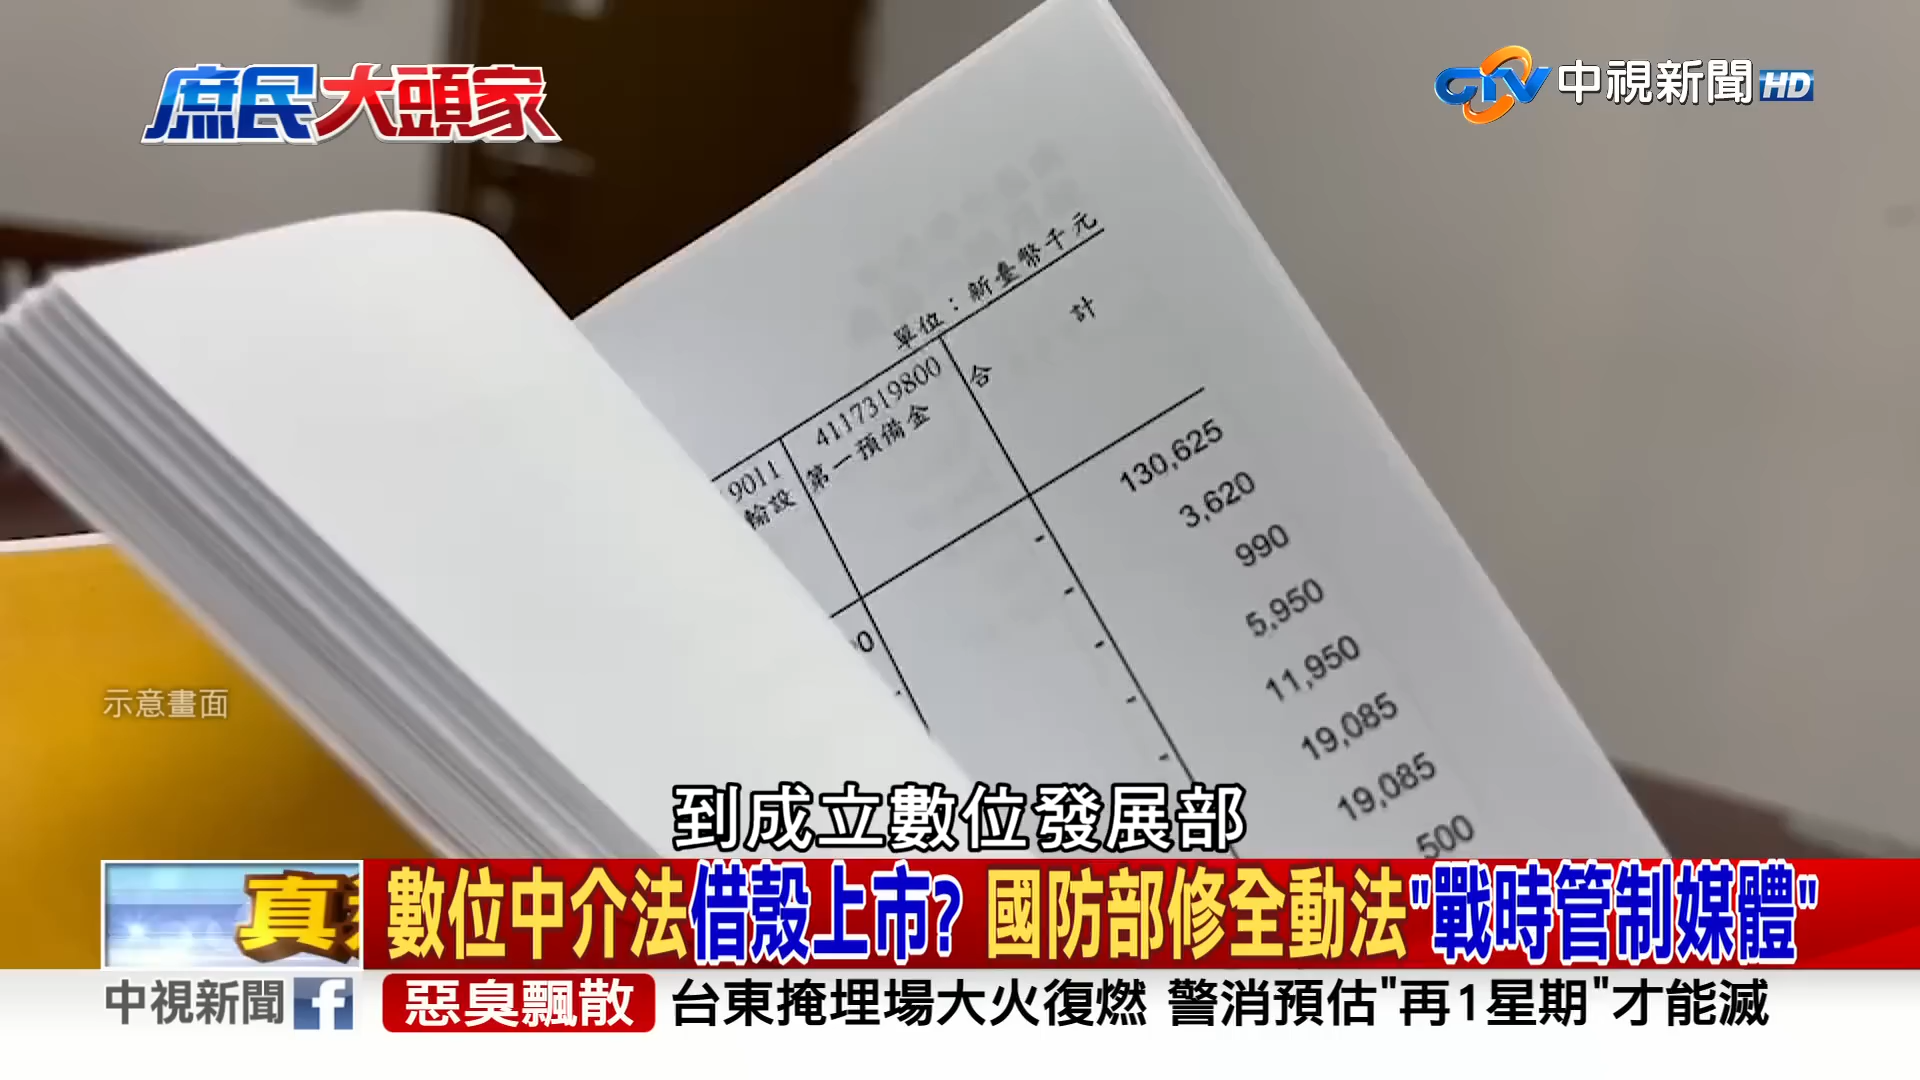 庶民大頭家
CTV中視新聞HD
單位：新臺幣千元
9011
輸設
4117319800
第一預備金
合計
130,625
3,620
990
5,950
11,950
19,085
19,085
500
示意畫面
到成立數位發展部
真
數位中介法借殼上市? 國防部修全動法"戰時管制媒體"
中視新聞 f
惡臭飄散 台東掩埋場大火復燃 警消預估"再1星期"才能滅